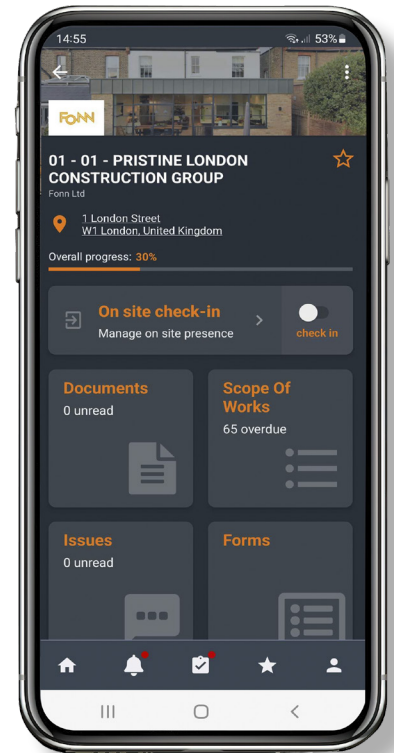 14:55
53%
FONN
01 - 01 - PRISTINE LONDON
CONSTRUCTION GROUP
Fonn Ltd
1 London Street
W1 London, United Kingdom
Overall progress: 30%
On site check-in
Manage on site presence
check in
Documents
0 unread
Scope Of
Works
65 overdue
Issues
0 unread
Forms